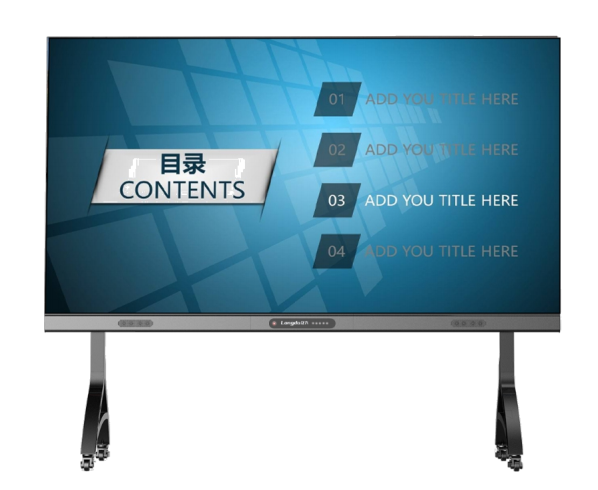 目录
CONTENTS
01 ADD YOU TITLE HERE
02 ADD YOU TITLE HERE
03 ADD YOU TITLE HERE
04 ADD YOU TITLE HERE